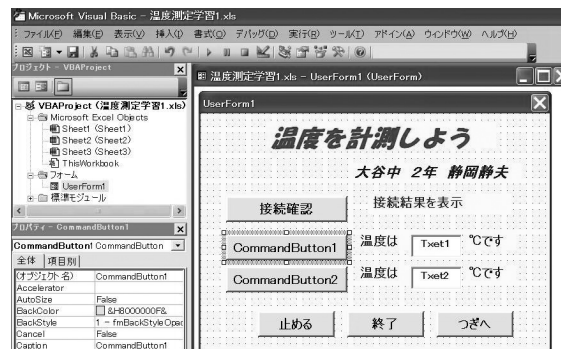 Microsoft Visual Basic - 温度測定学習1.xls
ファイル(F) 編集(E) 表示(V) 挿入(I) 書式(O) デバッグ(D) 実行(R) ツール(T) アドイン(A) ウィンドウ(W) ヘルプ(H)
プロジェクト - VBAProject
VBAProject (温度測定学習1.xls)
Microsoft Excel Objects
Sheet1 (Sheet1)
Sheet2 (Sheet2)
Sheet3 (Sheet3)
ThisWorkbook
フォーム
UserForm1
標準モジュール
プロパティ - CommandButton1
CommandButton1 CommandButton
全体 項目別
(オブジェクト名) CommandButton1
Accelerator
AutoSize False
BackColor &H8000000F&
BackStyle 1 - fmBackStyleOpaq
Cancel False
Caption CommandButton1
温度測定学習1.xls - UserForm1 (UserForm)
UserForm1
温度を計測しよう
大谷中 2年 静岡静夫
接続確認 接続結果を表示
CommandButton1 温度は Txet1 ℃です
CommandButton2 温度は Txet2 ℃です
止める 終了 つぎへ